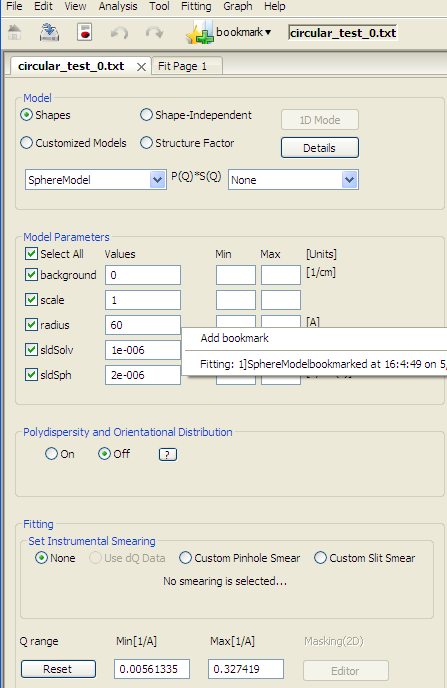 File Edit View Analysis Tool Fitting Graph Help
bookmark circular_test_0.txt
circular_test_0.txt Fit Page 1
Model
Shapes Shape-Independent 1D Mode
Customized Models Structure Factor Details
SphereModel P(Q)*S(Q) None
Model Parameters
Select All Values Min Max [Units]
background 0 [1/cm]
scale 1
radius 60 [A]
Add bookmark
sldSolv 1e-006
Fitting: 1]SphereModelbookmarked at 16:4:49 on 5
sldSph 2e-006
Polydispersity and Orientational Distribution
On Off ?
Fitting
Set Instrumental Smearing
None Use dQ Data Custom Pinhole Smear Custom Slit Smear
No smearing is selected...
Q range Min[1/A] Max[1/A] Masking(2D)
Reset 0.00561335 0.327419 Editor